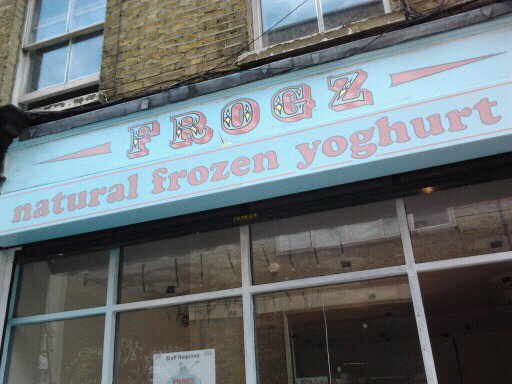 FROGZ
natural frozen yoghurt
Staff Required